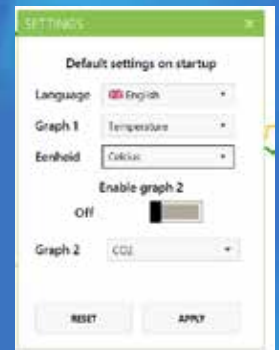 SETTINGS
Default settings on startup
Language English
Graph 1 Temperature
Eenheid Celcius
Enable graph 2
Off
Graph 2 CO2
RESET APPLY